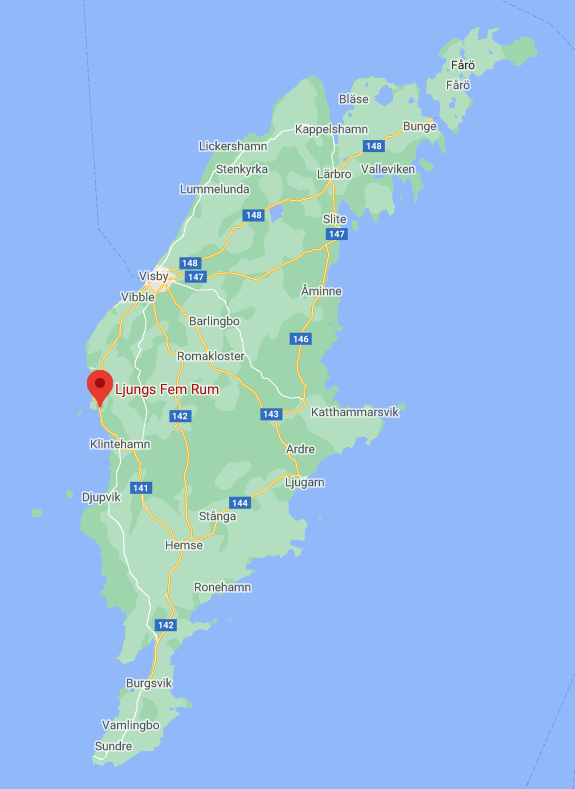 Fårö
Fårö
Bläse
Kappelshamn
Bunge
Lickershamn
148
Stenkyrka
Lärbro
Valleviken
Lummelunda
148
Slite
147
148
Visby
147
Vibble
Åminne
Barlingbo
146
Romakloster
Ljungs Fem Rum
142
143
Katthammarsvik
Klintehamn
Ardre
Ljugarn
141
Djupvik
144
Stånga
Hemse
Ronehamn
142
Burgsvik
Vamlingbo
Sundre